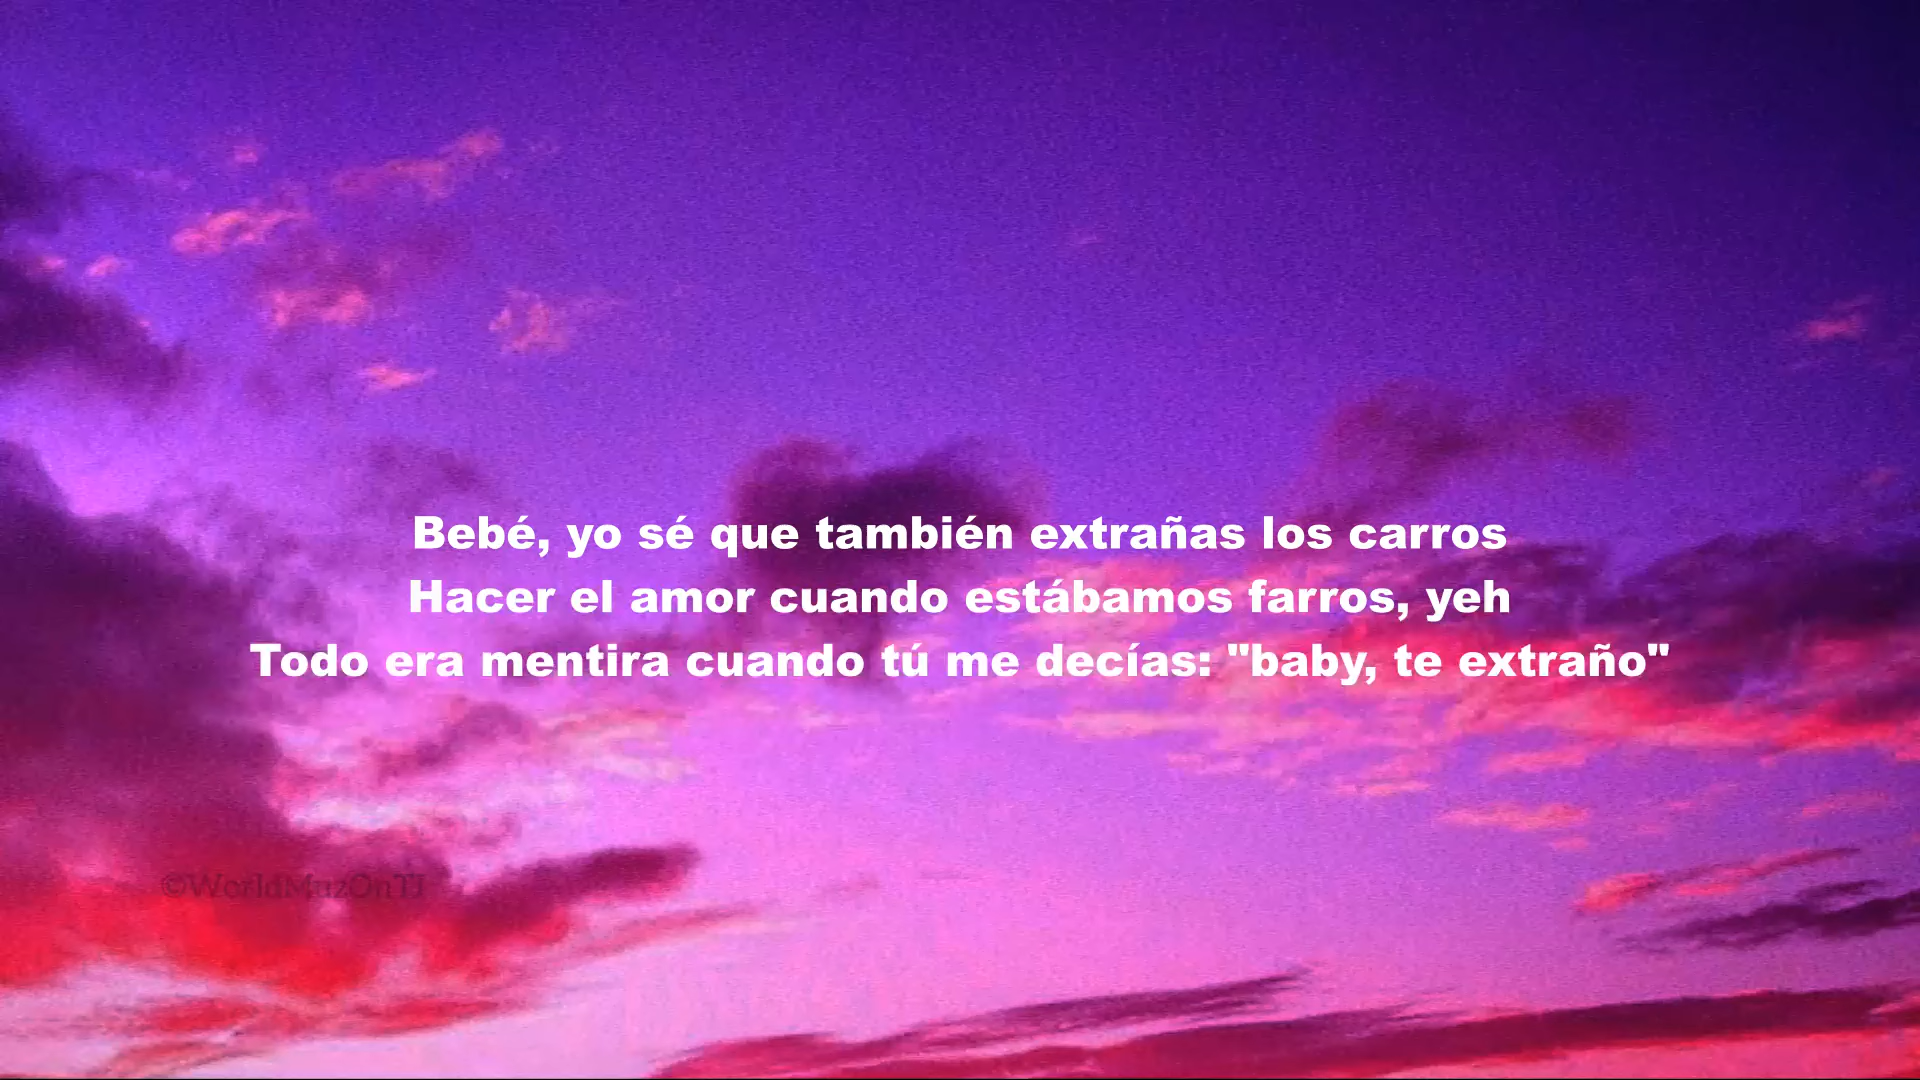 Bebé, yo sé que también extrañas los carros
Hacer el amor cuando estábamos farros, yeh
Todo era mentira cuando tú me decías: "baby, te extraño"
©WorldMuzOnTJ